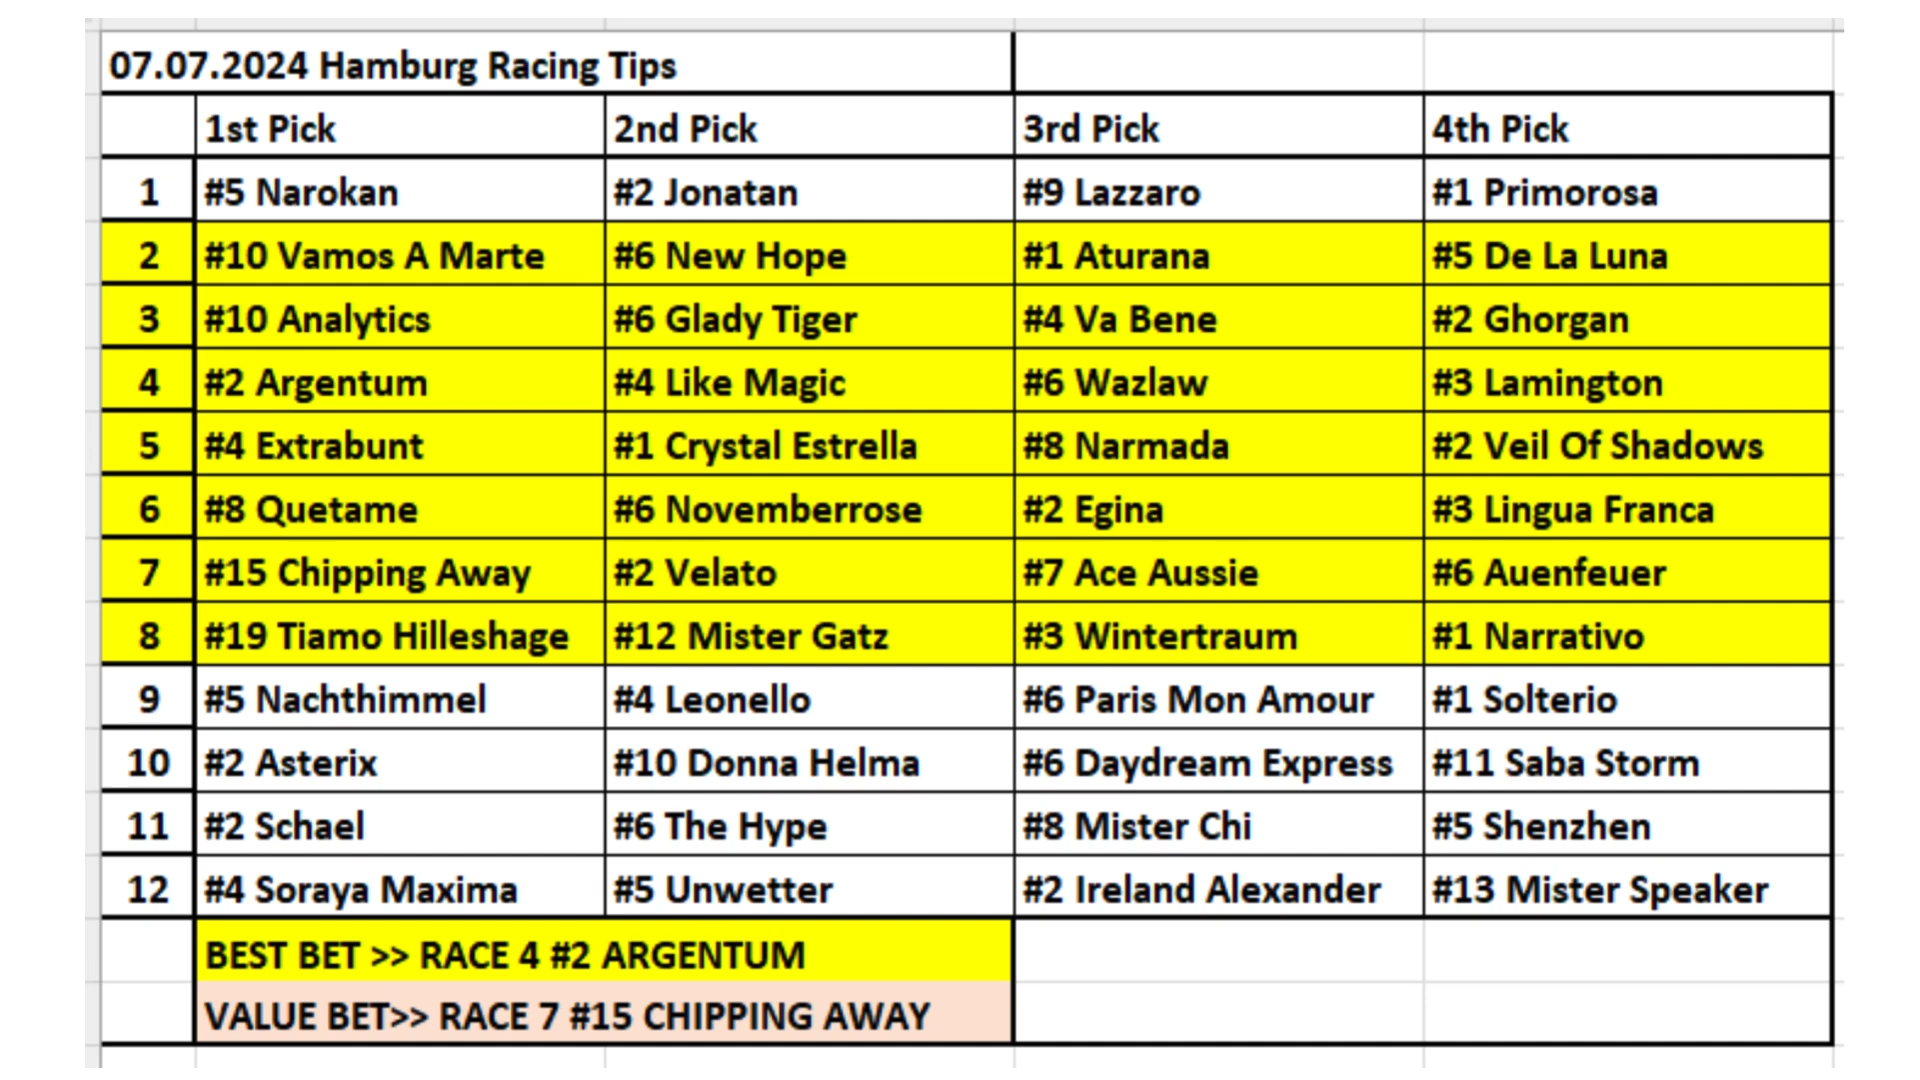 07.07.2024 Hamburg Racing Tips
1st Pick 2nd Pick 3rd Pick 4th Pick
1 #5 Narokan #2 Jonatan #9 Lazzaro #1 Primorosa
2 #10 Vamos A Marte #6 New Hope #1 Aturana #5 De La Luna
3 #10 Analytics #6 Glady Tiger #4 Va Bene #2 Ghorgan
4 #2 Argentum #4 Like Magic #6 Wazlaw #3 Lamington
5 #4 Extrabunt #1 Crystal Estrella #8 Narmada #2 Veil Of Shadows
6 #8 Quetame #6 Novemberrose #2 Egina #3 Lingua Franca
7 #15 Chipping Away #2 Velato #7 Ace Aussie #6 Auenfeuer
8 #19 Tiamo Hilleshage #12 Mister Gatz #3 Wintertraum #1 Narrativo
9 #5 Nachthimmel #4 Leonello #6 Paris Mon Amour #1 Solterio
10 #2 Asterix #10 Donna Helma #6 Daydream Express #11 Saba Storm
11 #2 Schael #6 The Hype #8 Mister Chi #5 Shenzhen
12 #4 Soraya Maxima #5 Unwetter #2 Ireland Alexander #13 Mister Speaker
BEST BET >> RACE 4 #2 ARGENTUM
VALUE BET>> RACE 7 #15 CHIPPING AWAY